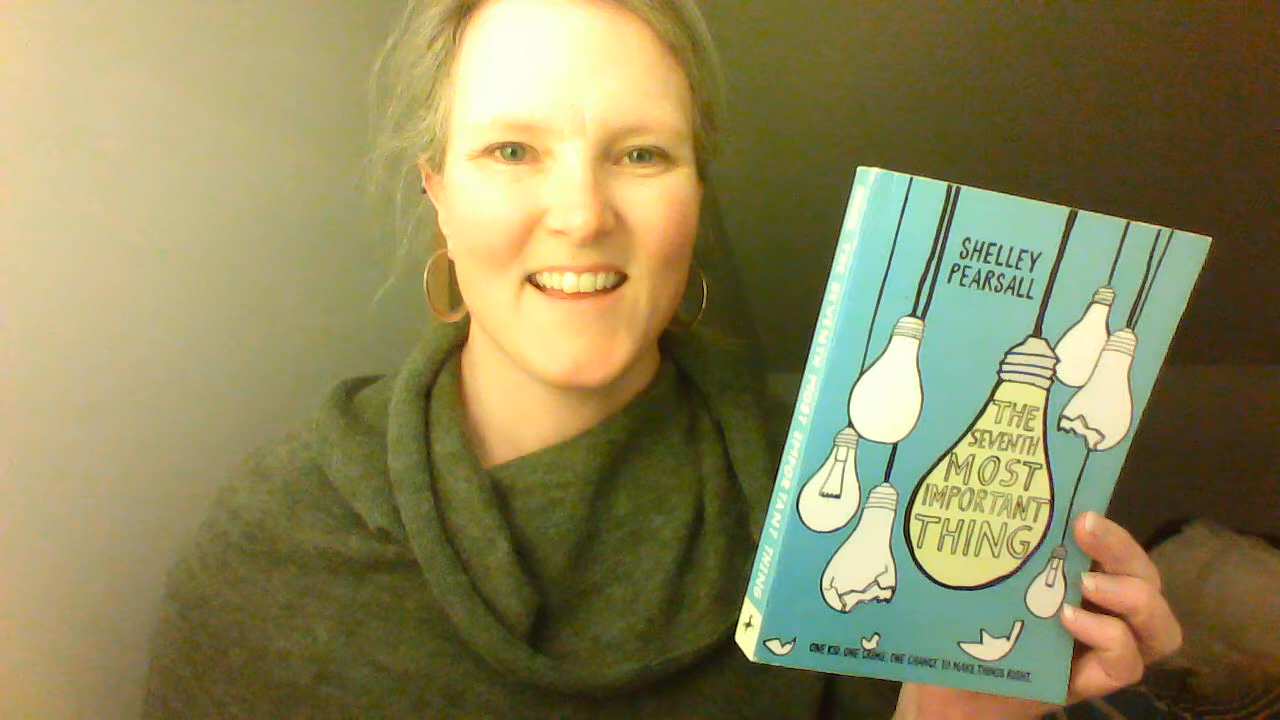 SHELLEY
PEARSALL
THE
SEVENTH
MOST
IMPORTANT
THING
ONE KID. ONE CRIME. ONE CHANCE TO MAKE THINGS RIGHT.
THE SEVENTH MOST IMPORTANT THING